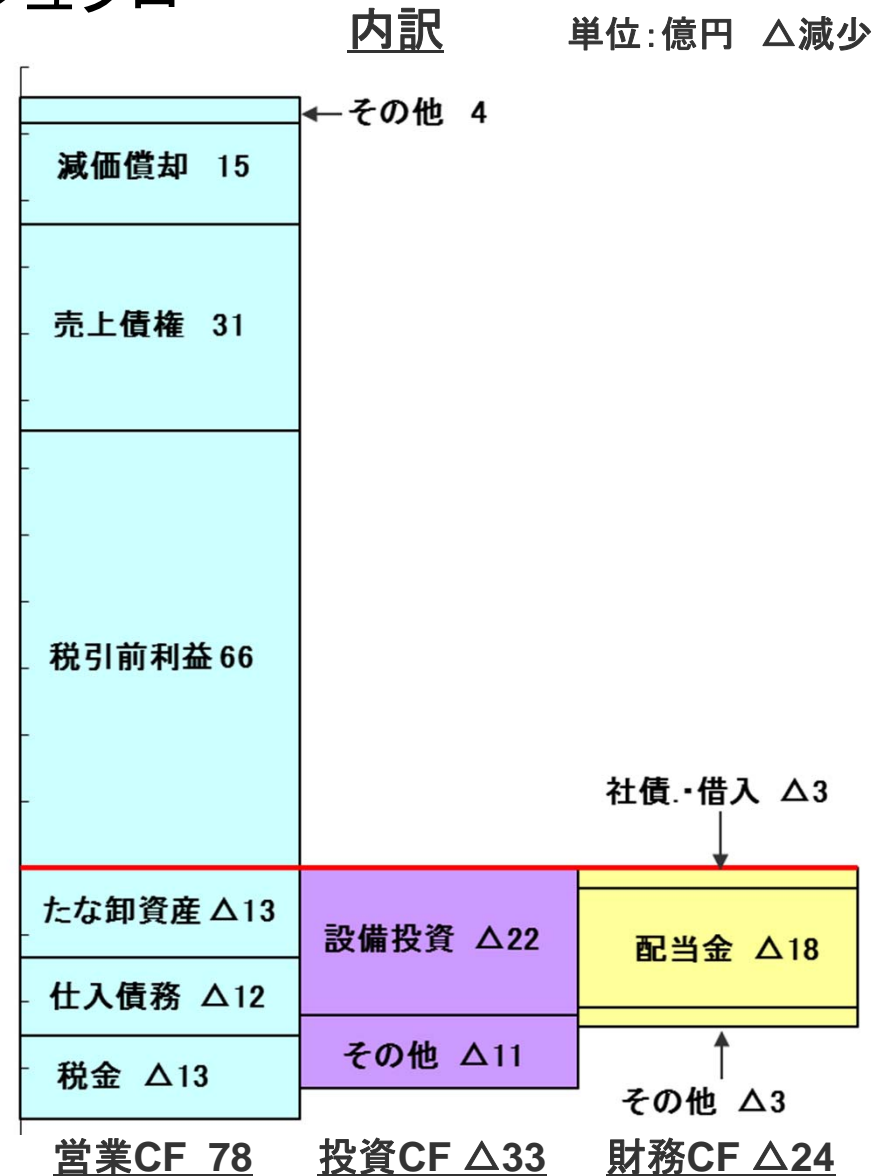 内訳 単位:億円 △減少
その他 4
減価償却 15
売上債権 31
税引前利益 66
たな卸資産 △13
仕入債務 △12
税金 △13
設備投資 △22
その他 △11
社債.・借入 △3
配当金 △18
その他 △3
営業CF 78 投資CF △33 財務CF △24